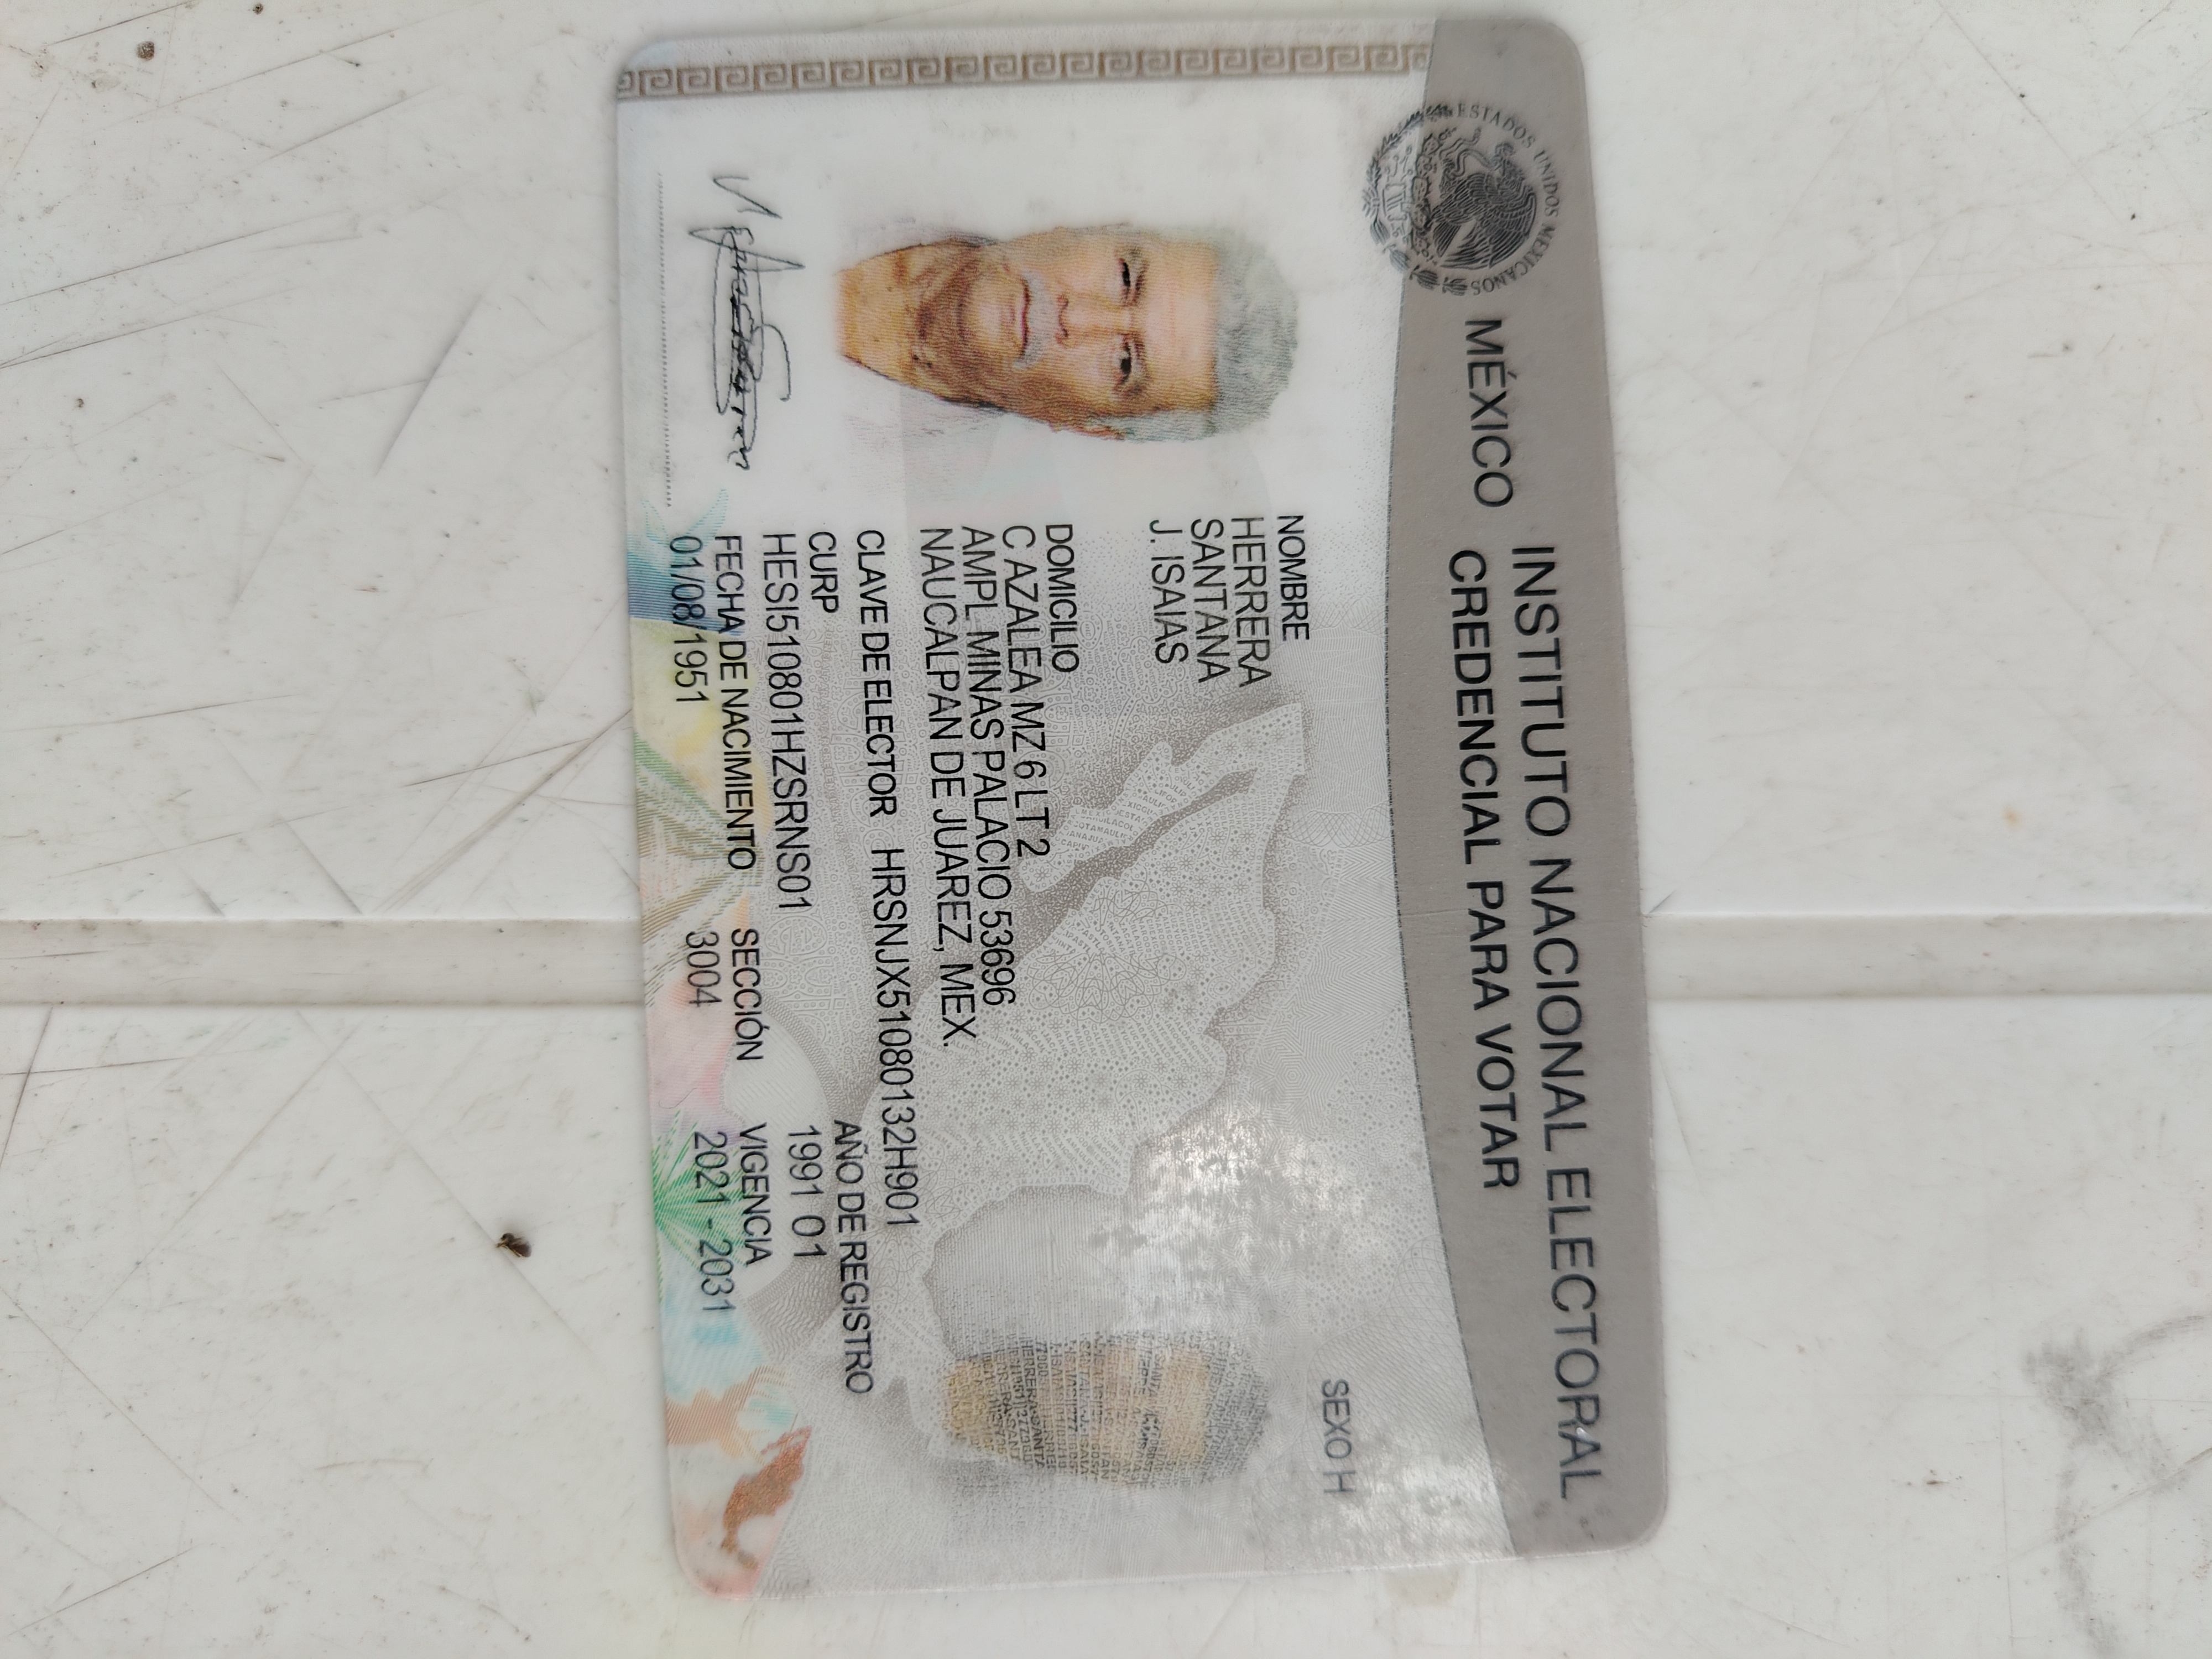 ESTADOS UNIDOS MEXICANOS
MÉXICO
INSTITUTO NACIONAL ELECTORAL
CREDENCIAL PARA VOTAR
NOMBRE
HERRERA
SANTANA
J. ISAIAS
SEXO H
DOMICILIO
C AZALEA MZ 6 LT 2
AMPL MINAS PALACIO 53696
NAUCALPAN DE JUAREZ, MEX.
CLAVE DE ELECTOR HRSNJX51080132H901
CURP
HESI510801HZSRNS01
AÑO DE REGISTRO
1991 01
FECHA DE NACIMIENTO
01/08/1951
SECCIÓN
3004
VIGENCIA
2021 - 2031